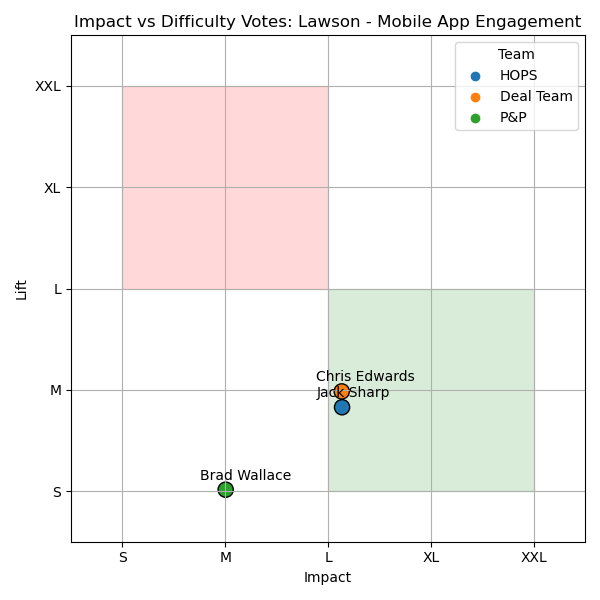 Impact vs Difficulty Votes: Lawson - Mobile App Engagement
Team
HOPS
Deal Team
P&P
XXL
XL
L
M
S
Lift
Chris Edwards
Jack Sharp
Brad Wallace
S
M
L
XL
XXL
Impact